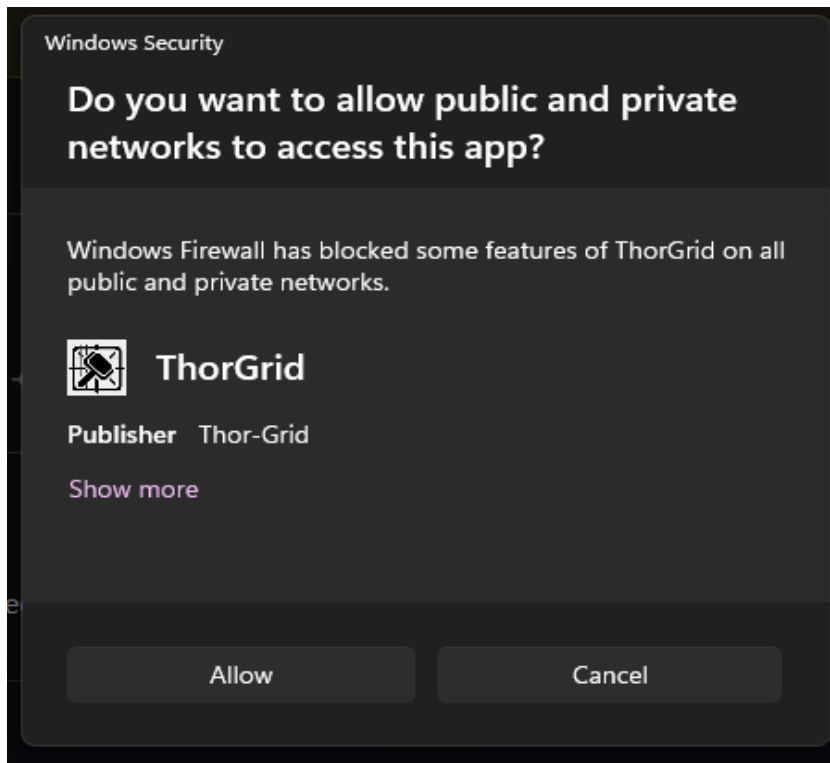 Windows Security
Do you want to allow public and private
networks to access this app?
Windows Firewall has blocked some features of ThorGrid on all
public and private networks.
ThorGrid
Publisher Thor-Grid
Show more
Allow Cancel